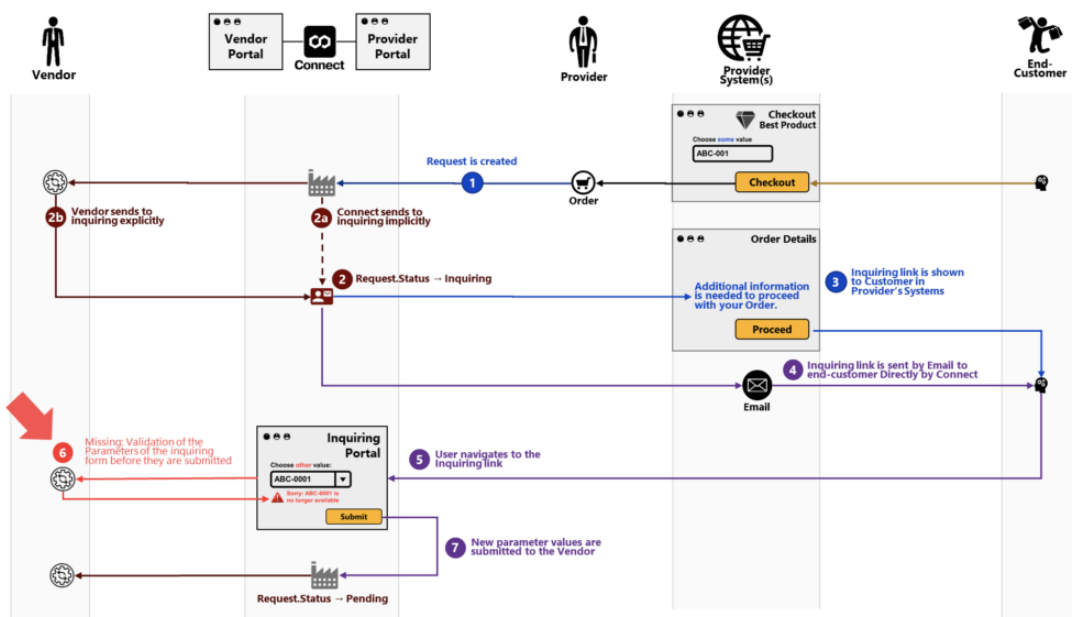 Vendor
Portal
Connect
Provider
Portal
Vendor
Provider
Provider
System(s)
End-
Customer
Checkout
Best Product
Choose some value
ABC-001
Checkout
Request is created
1
Order
2b
Vendor sends to
inquiring explicitly
2a
Connect sends to
inquiring implicitly
Order Details
2
Request.Status → Inquiring
Additional information
is needed to proceed
with your Order.
Proceed
3
Inquiring link is shown
to Customer in
Provider's Systems
4
Inquiring link is sent by Email to
end-customer Directly by Connect
Email
6
Missing: Validation of the
Parameters of the inquiring
form before they are submitted
Inquiring
Portal
Choose other value:
ABC-0001
Sorry: ABC-0001 is
no longer available
Submit
5
User navigates to the
Inquiring link
7
New parameter values are
submitted to the Vendor
Request.Status → Pending